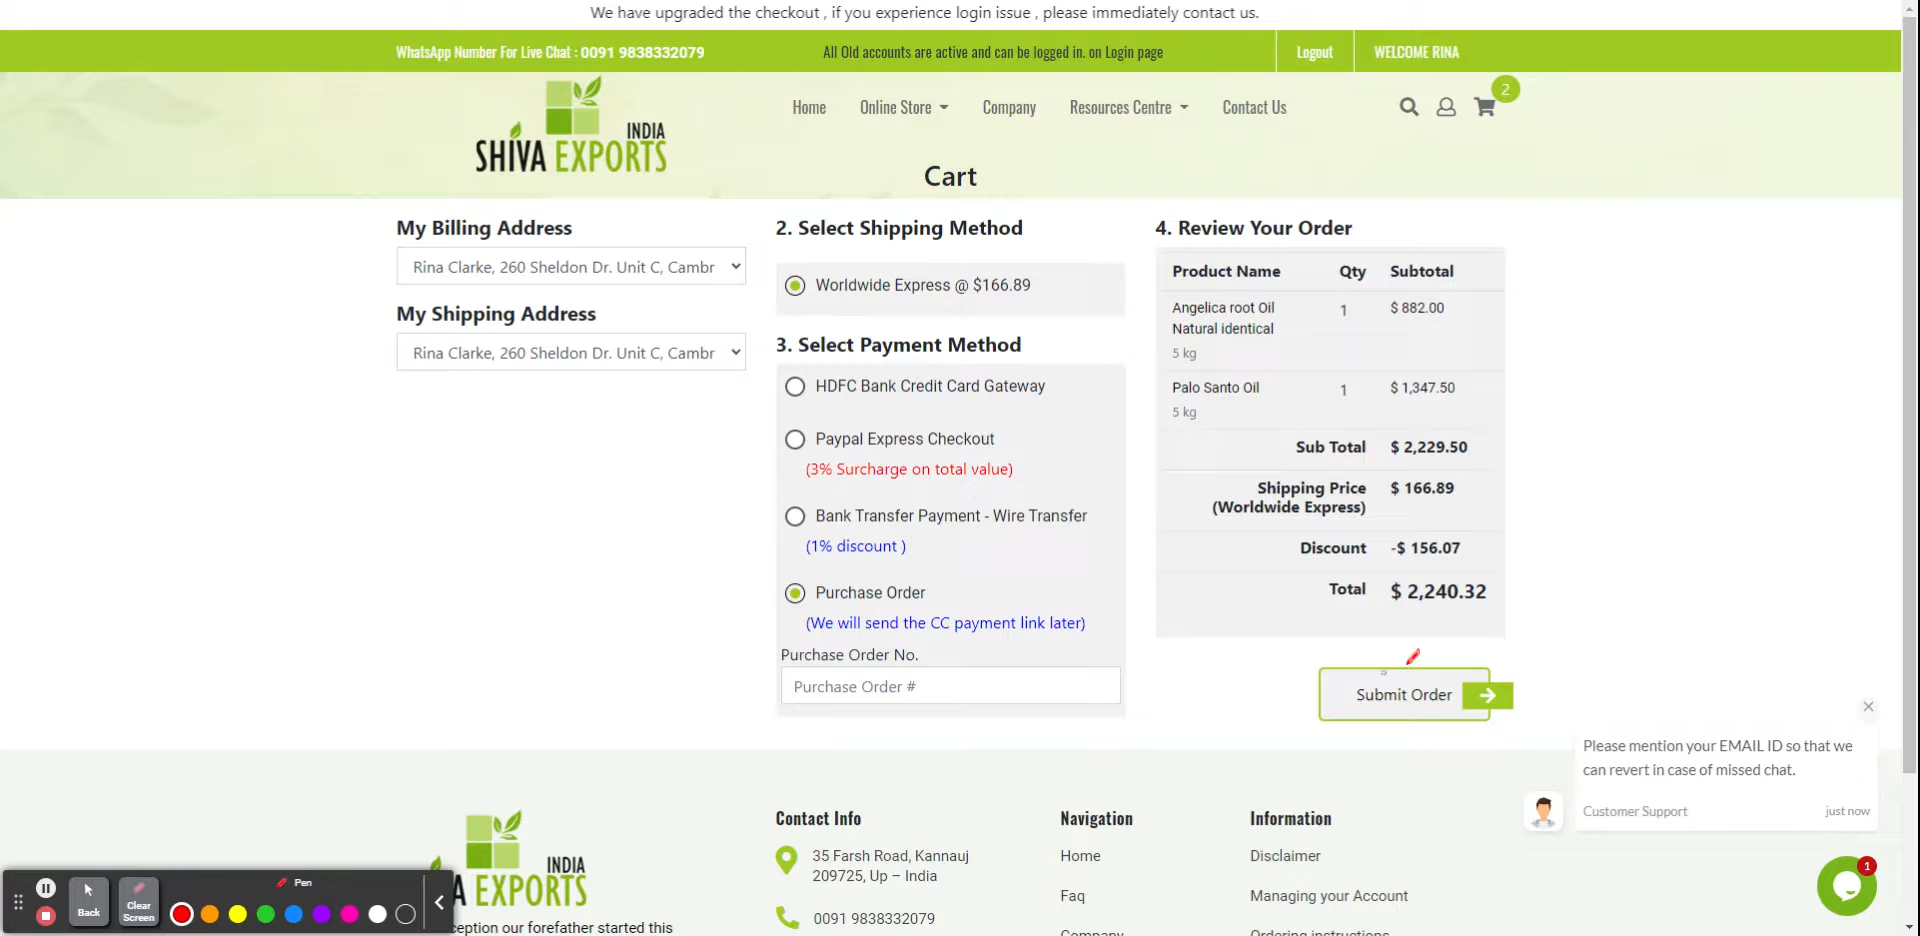 We have upgraded the checkout , if you experience login issue , please immediately contact us.
WhatsApp Number For Live Chat : 0091 9838332079
All Old accounts are active and can be logged in. on Login page
Logout
WELCOME RINA
INDIA
SHIVA EXPORTS
Home
Online Store
Company
Resources Centre
Contact Us
2
Cart
My Billing Address
Rina Clarke, 260 Sheldon Dr. Unit C, Cambr
My Shipping Address
Rina Clarke, 260 Sheldon Dr. Unit C, Cambr
2. Select Shipping Method
Worldwide Express @ $166.89
3. Select Payment Method
HDFC Bank Credit Card Gateway
Paypal Express Checkout
(3% Surcharge on total value)
Bank Transfer Payment - Wire Transfer
(1% discount )
Purchase Order
(We will send the CC payment link later)
Purchase Order No.
Purchase Order #
4. Review Your Order
Product Name Qty Subtotal
Angelica root Oil 1 $ 882.00
Natural identical
5 kg
Palo Santo Oil 1 $ 1,347.50
5 kg
Sub Total $ 2,229.50
Shipping Price $ 166.89
(Worldwide Express)
Discount -$ 156.07
Total $ 2,240.32
Submit Order
Please mention your EMAIL ID so that we
can revert in case of missed chat.
Customer Support just now
1
INDIA
A EXPORTS
ception our forefather started this
Contact Info
35 Farsh Road, Kannauj
209725, Up – India
0091 9838332079
Navigation
Home
Faq
Company
Information
Disclaimer
Managing your Account
Ordering instructions
Back
Clear
Screen
Pen